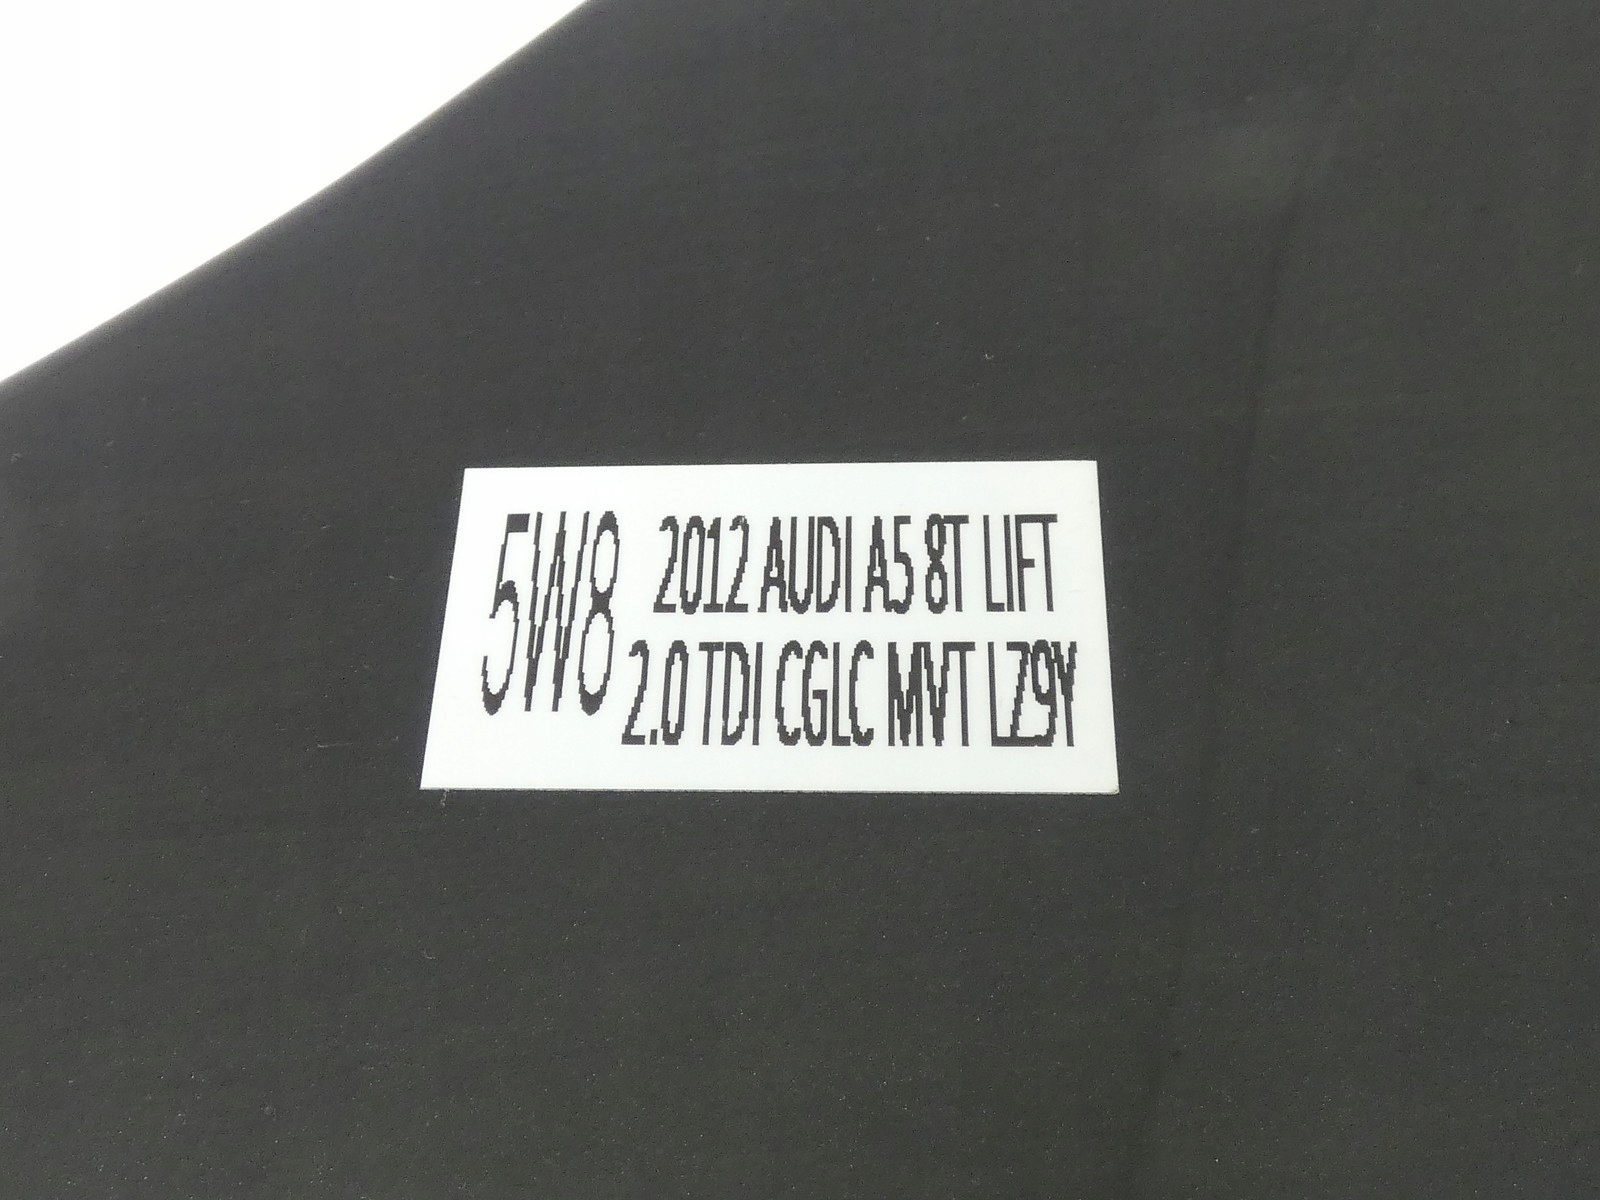 5W8
2012 AUDI A5 8T LIFT
2.0 TDI CGLC MVT LZ9Y